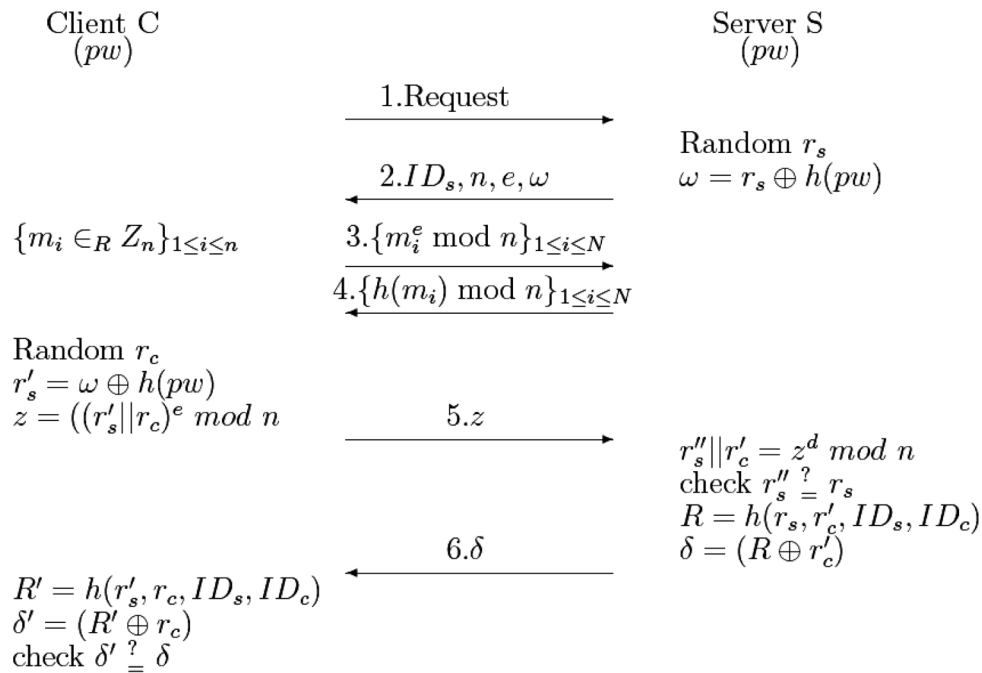 Client C
(pw)
Server S
(pw)
1.Request
Random r_s
ω = r_s ⊕ h(pw)
2.ID_s, n, e, ω
{m_i ∈_R Z_n}_{1≤i≤n}
3.{m_i^e mod n}_{1≤i≤N}
4.{h(m_i) mod n}_{1≤i≤N}
Random r_c
r'_s = ω ⊕ h(pw)
z = ((r'_s||r_c)^e mod n
5.z
r''_s||r'_c = z^d mod n
check r''_s ≟ r_s
R = h(r_s, r'_c, ID_s, ID_c)
δ = (R ⊕ r'_c)
6.δ
R' = h(r'_s, r_c, ID_s, ID_c)
δ' = (R' ⊕ r_c)
check δ' ≟ δ